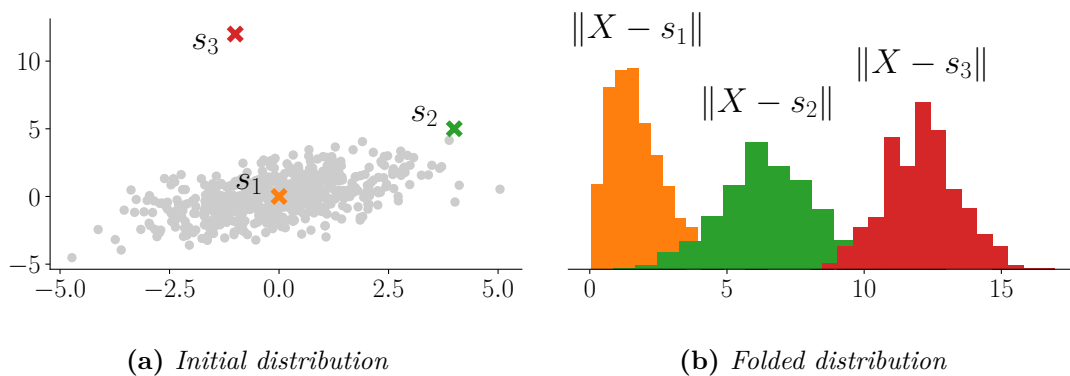 s₃
s₂
s₁
10
5
0
−5
−5.0 −2.5 0.0 2.5 5.0
(a) Initial distribution
‖X − s₁‖
‖X − s₂‖
‖X − s₃‖
0 5 10 15
(b) Folded distribution